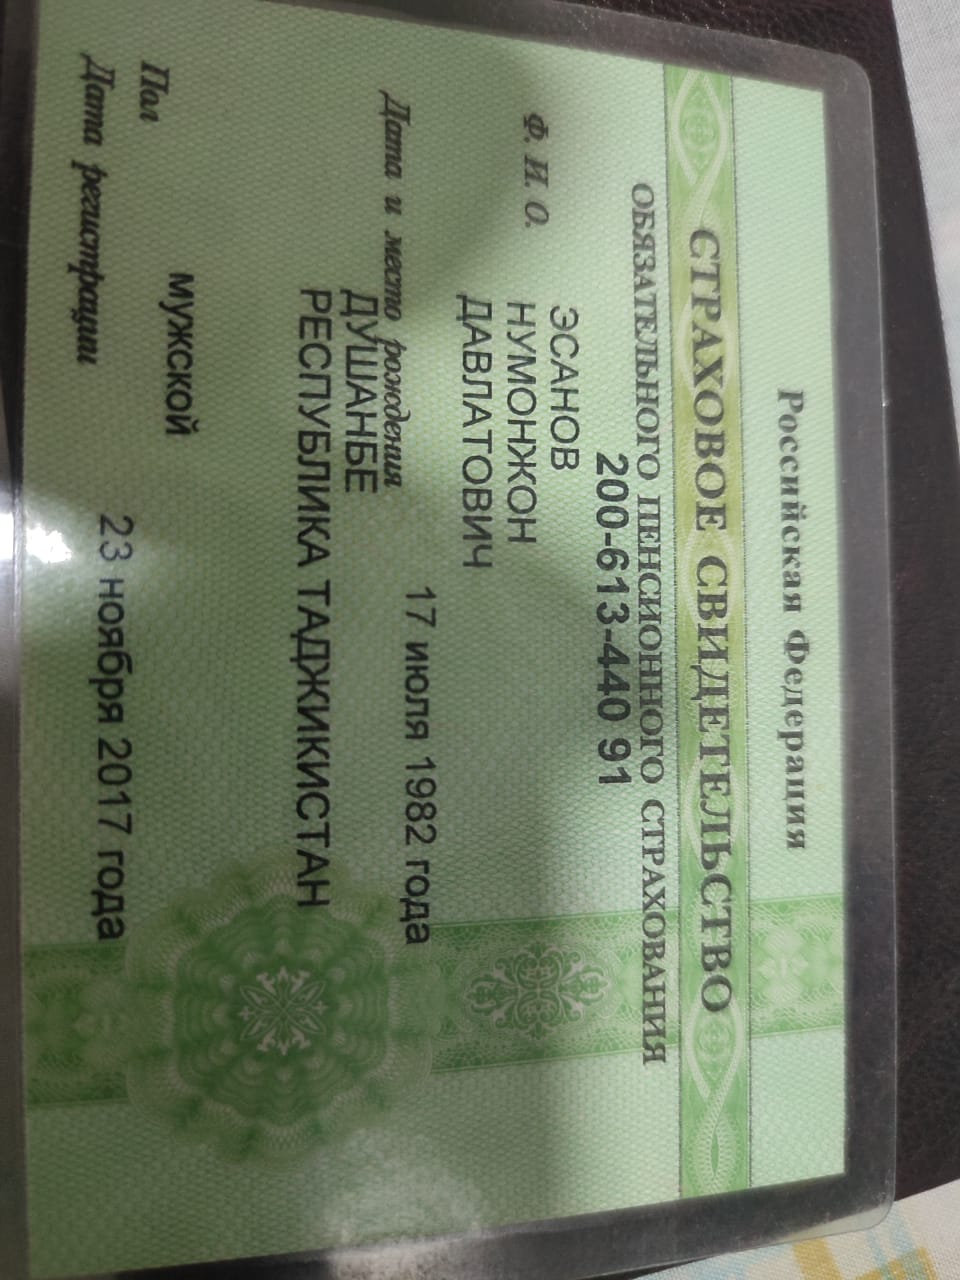 Российская Федерация
СТРАХОВОЕ СВИДЕТЕЛЬСТВО
ОБЯЗАТЕЛЬНОГО ПЕНСИОННОГО СТРАХОВАНИЯ
200-613-440 91
Ф. И. О. ЭСАНОВ
НУМОНЖОН
ДАВЛАТОВИЧ
Дата и место рождения 17 июля 1982 года
ДУШАНБЕ
РЕСПУБЛИКА ТАДЖИКИСТАН
Пол мужской
Дата регистрации 23 ноября 2017 года